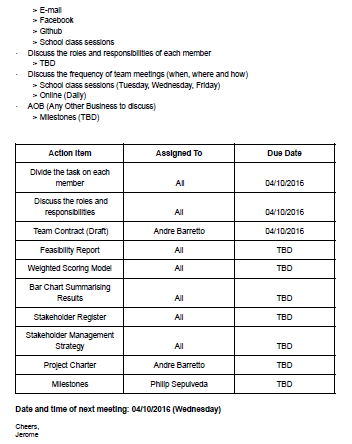 > E-mail
> Facebook
> Github
> School class sessions
· Discuss the roles and responsibilities of each member
> TBD
· Discuss the frequency of team meetings (when, where and how)
> School class sessions (Tuesday, Wednesday, Friday)
> Online (Daily)
· AOB (Any Other Business to discuss)
> Milestones (TBD)
Action Item Assigned To Due Date
Divide the task on each
member All 04/10/2016
Discuss the roles and
responsibilities All 04/10/2016
Team Contract (Draft) Andre Barretto 04/10/2016
Feasibility Report All TBD
Weighted Scoring Model All TBD
Bar Chart Summarising
Results All TBD
Stakeholder Register All TBD
Stakeholder Management
Strategy All TBD
Project Charter Andre Barretto TBD
Milestones Philip Sepulveda TBD
Date and time of next meeting: 04/10/2016 (Wednesday)
Cheers,
Jerome